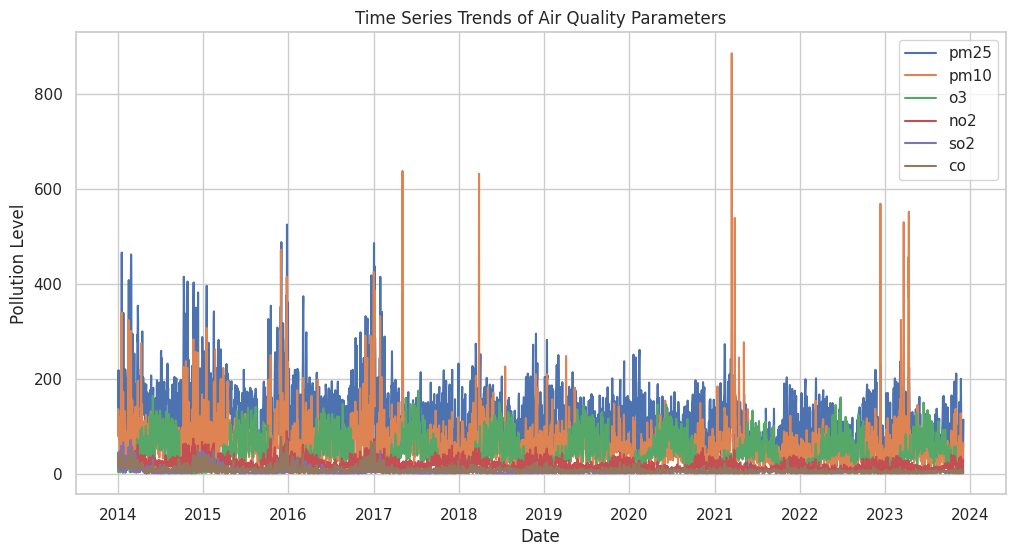 Time Series Trends of Air Quality Parameters
Pollution Level
800
600
400
200
0
pm25
pm10
o3
no2
so2
co
2014 2015 2016 2017 2018 2019 2020 2021 2022 2023 2024
Date